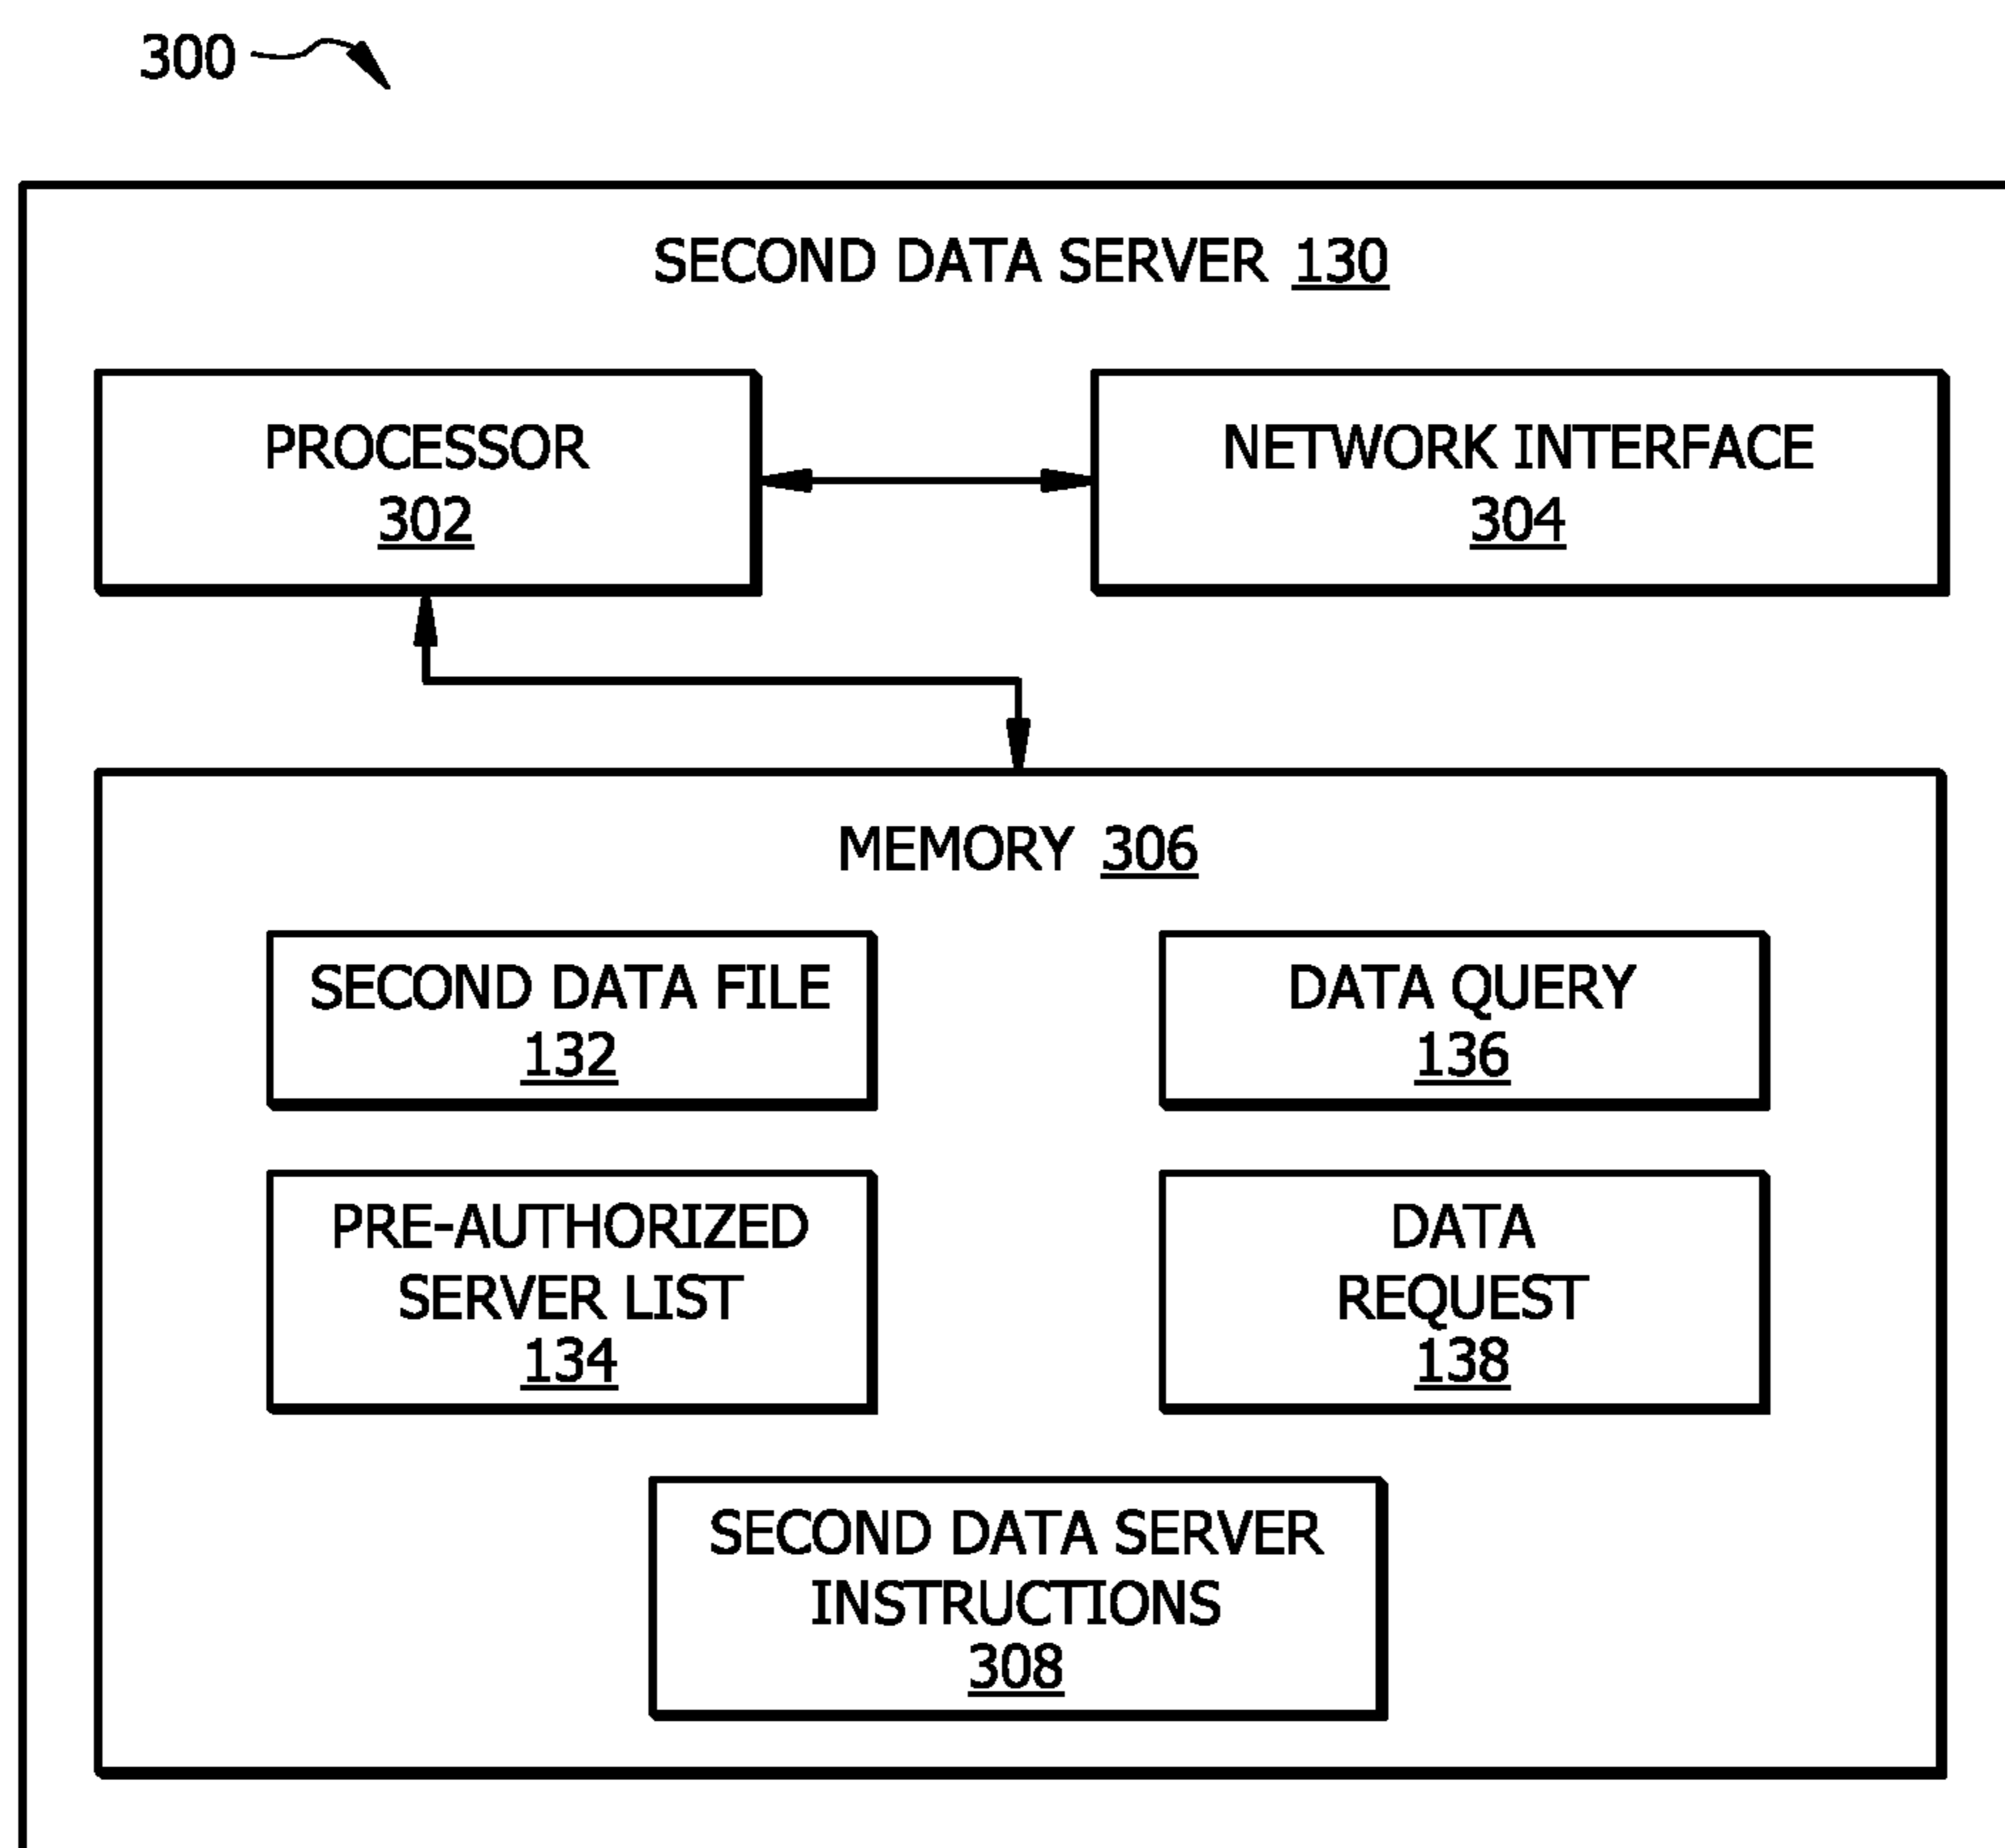 300
SECOND DATA SERVER 130
PROCESSOR
302
NETWORK INTERFACE
304
MEMORY 306
SECOND DATA FILE
132
DATA QUERY
136
PRE-AUTHORIZED
SERVER LIST
134
DATA
REQUEST
138
SECOND DATA SERVER
INSTRUCTIONS
308